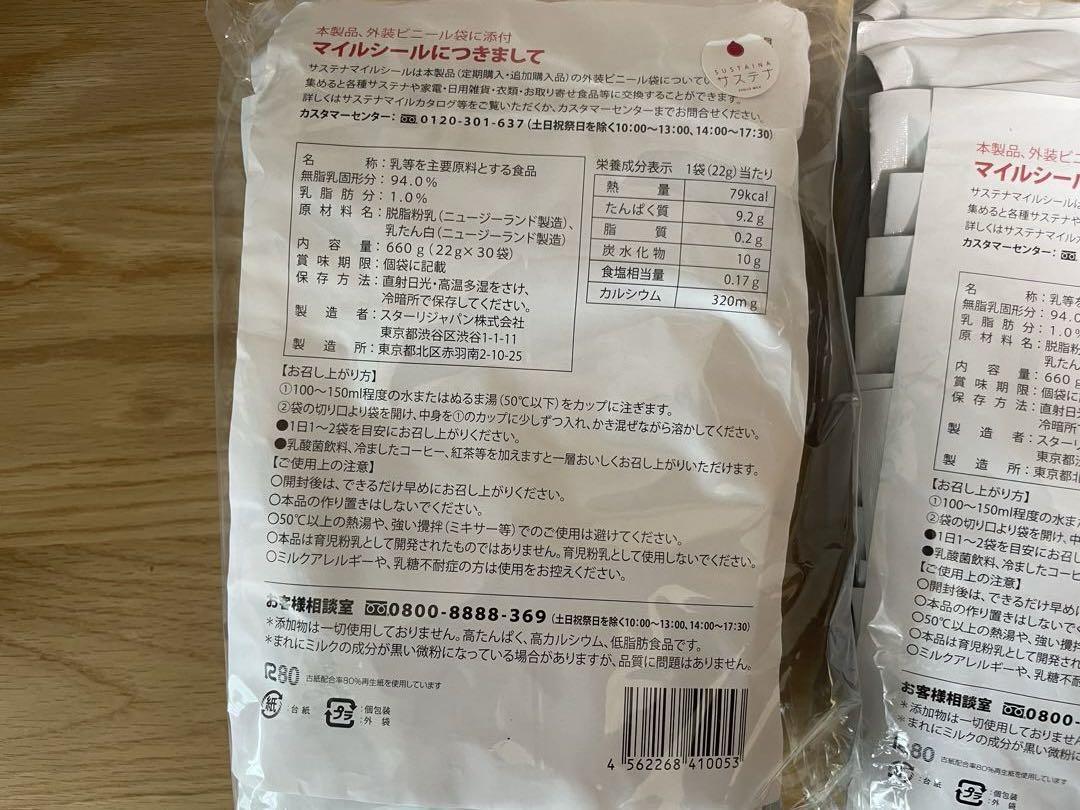 本製品、外装ビニール袋に添付
マイルシールにつきまして
サステナマイルシールは本製品（定期購入・追加購入品）の外装ビニール袋についてい
集めると各種サステナや家電・日用雑貨・衣類・お取り寄せ食品等に交換することができます。
詳しくはサステナマイルカタログ等をご覧いただくか、カスタマーセンターまでお問合せください。
カスタマーセンター：0120-301-637（土日祝祭日を除く10:00～13:00、14:00～17:30）
SUSTAINA
サステナ
名称：乳等を主要原料とする食品
無脂乳固形分：94.0%
乳脂肪分：1.0%
原材料名：脱脂粉乳（ニュージーランド製造）、
乳たん白（ニュージーランド製造）
内容量：660g（22g×30袋）
賞味期限：個袋に記載
保存方法：直射日光・高温多湿をさけ、
冷暗所で保存してください。
製造者：スターリジャパン株式会社
東京都渋谷区渋谷1-1-11
製造所：東京都北区赤羽南2-10-25
栄養成分表示 1袋（22g）当たり
熱量 79kcal
たんぱく質 9.2g
脂質 0.2g
炭水化物 10g
食塩相当量 0.17g
カルシウム 320mg
【お召し上がり方】
①100～150ml程度の水またはぬるま湯（50℃以下）をカップに注ぎます。
②袋の切り口より袋を開け、中身を①のカップに少しずつ入れ、かき混ぜながら溶かしてください。
●1日1～2袋を目安にお召し上がりください。
●乳酸菌飲料、冷ましたコーヒー、紅茶等を加えますと一層おいしくお召し上がりいただけます。
【ご使用上の注意】
○開封後は、できるだけ早めにお召し上がりください。
○本品の作り置きはしないでください。
○50℃以上の熱湯や、強い攪拌（ミキサー等）でのご使用は避けてください。
○本品は育児粉乳として開発されたものではありません。育児粉乳として使用しないでください。
○ミルクアレルギーや、乳糖不耐症の方は使用をお控えください。
お客様相談室 0800-8888-369（土日祝祭日を除く10:00～13:00、14:00～17:30）
＊添加物は一切使用しておりません。高たんぱく、高カルシウム、低脂肪食品です。
＊まれにミルクの成分が黒い微粉になっている場合がありますが、品質に問題はありません。
R80 古紙配合率80%再生紙を使用しています
紙：台紙
プラ：個包装
：外袋
4 562268 410053
本製品、外装ビニ
マイルシール
サステナマイルシールは
集めると各種サステナ
詳しくはサステナマイル
カスタマーセンター：
名称：乳等
無脂乳固形分：94.0
乳脂肪分：1.0%
原材料名：脱脂粉
乳たん
内容量：660g
賞味期限：個袋に
保存方法：直射日
冷暗所
製造者：スターリ
東京都
製造所：東京都
【お召し上がり方】
①100～150ml程度の水ま
②袋の切り口より袋を開け、中
●1日1～2袋を目安にお召し
●乳酸菌飲料、冷ましたコーヒ
【ご使用上の注意】
○開封後は、できるだけ早め
○本品の作り置きはしないで
○50℃以上の熱湯や、強い攪
○本品は育児粉乳として開発され
○ミルクアレルギーや、乳糖
お客様相談室 0800-
＊添加物は一切使用しておりませ
＊まれにミルクの成分が黒い微粉に
R80 古紙配合率80%再生紙を使用しています
：台紙
プラ：個包装
：外袋